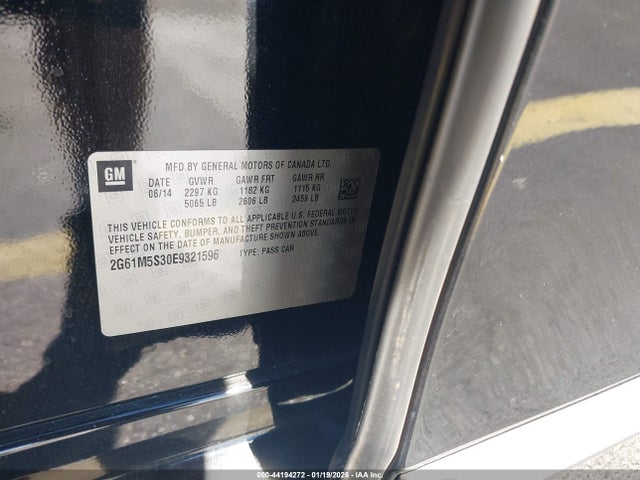 GM
MFD BY GENERAL MOTORS OF CANADA LTD.
DATE GVWR GAWR FRT GAWR RR
06/14 2297 KG 1182 KG 1115 KG
5065 LB 2606 LB 2459 LB
THIS VEHICLE CONFORMS TO ALL APPLICABLE U.S. FEDERAL MOTOR
VEHICLE SAFETY, BUMPER, AND THEFT PREVENTION STANDARDS IN
EFFECT ON THE DATE OF MANUFACTURE SHOWN ABOVE.
2G61M5S30E9321596 TYPE: PASS CAR
000-44194272 - 01/19/2026 - IAA Inc.